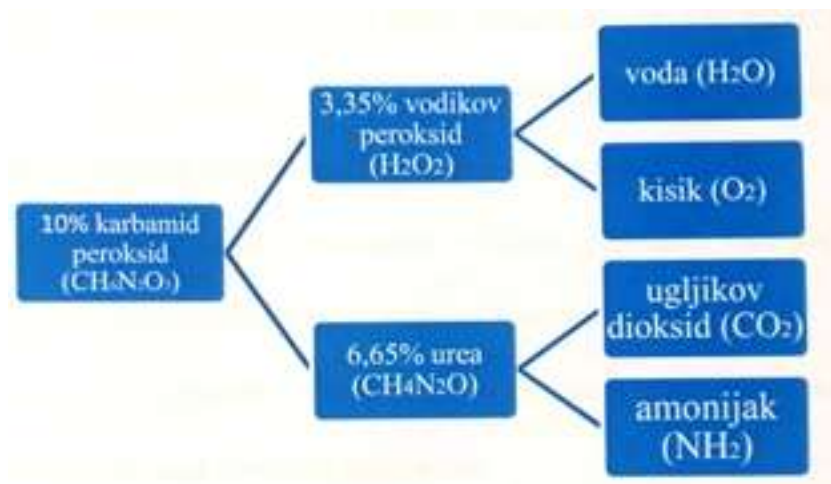 10% karbamid
peroksid
(CH₆N₂O₃)
3,35% vodikov
peroksid
(H2O2)
6,65% urea
(CH4N2O)
voda (H2O)
kisik (O2)
ugljikov
dioksid (CO2)
amonijak
(NH2)